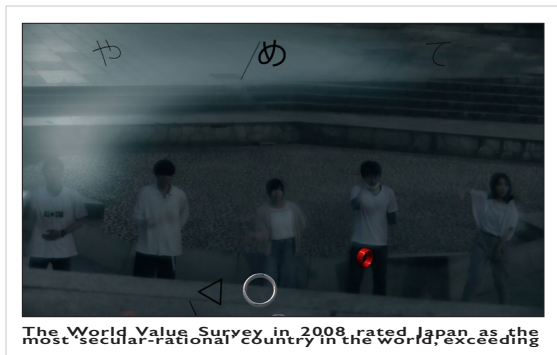 や め て
The World Value Survey in 2008 rated Japan as the
most 'secular-rational' country in the world, exceeding